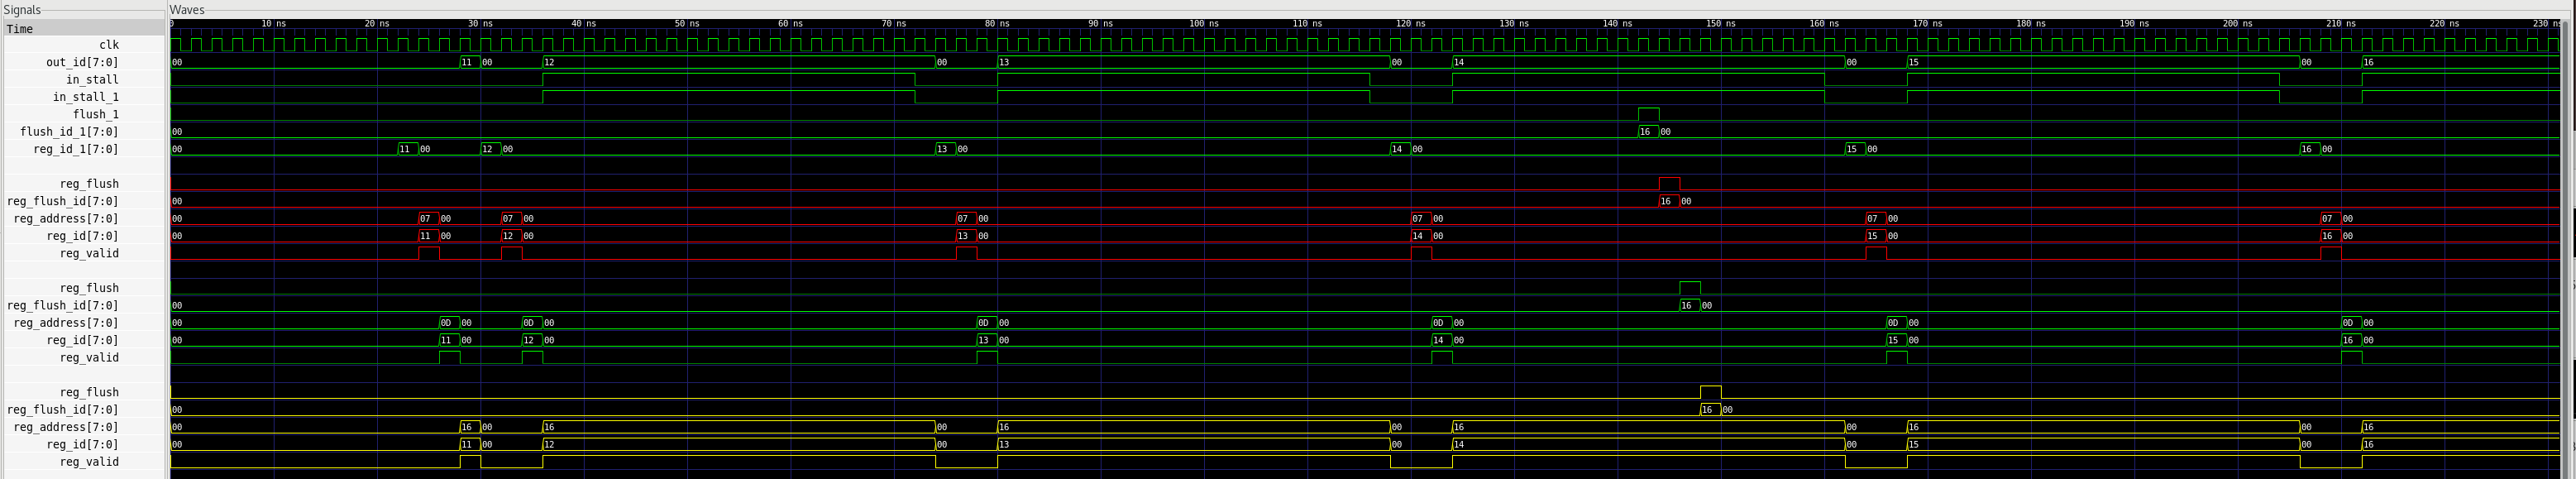 Signals
Waves
Time
0 10 ns 20 ns 30 ns 40 ns 50 ns 60 ns 70 ns 80 ns 90 ns 100 ns 110 ns 120 ns 130 ns 140 ns 150 ns 160 ns 170 ns 180 ns 190 ns 200 ns 210 ns 220 ns 230 ns
clk
out_id[7:0] 00 11 00 12 00 13 00 14 00 15 00 16
in_stall
in_stall_1
flush_1
flush_id_1[7:0] 00 16 00
reg_id_1[7:0] 00 11 00 12 00 13 00 14 00 15 00 16 00
reg_flush
reg_flush_id[7:0] 00 16 00
reg_address[7:0] 00 07 00 07 00 07 00 07 00 07 00 07 00
reg_id[7:0] 00 11 00 12 00 13 00 14 00 15 00 16 00
reg_valid
reg_flush
reg_flush_id[7:0] 00 16 00
reg_address[7:0] 00 0D 00 0D 00 0D 00 0D 00 0D 00 0D 00
reg_id[7:0] 00 11 00 12 00 13 00 14 00 15 00 16 00
reg_valid
reg_flush
reg_flush_id[7:0] 00 16 00
reg_address[7:0] 00 16 00 16 00 16 00 16 00 16 00 16
reg_id[7:0] 00 11 00 12 00 13 00 14 00 15 00 16
reg_valid